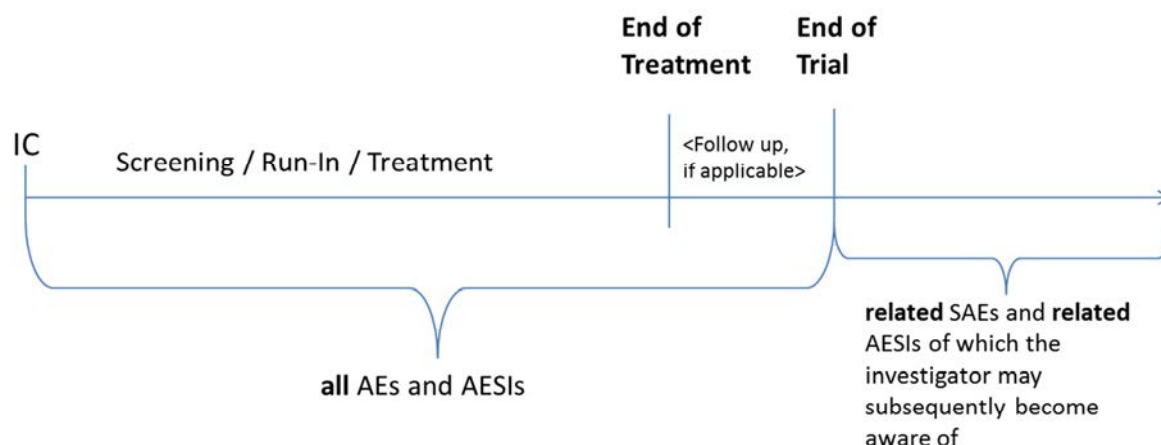 End of
Treatment
End of
Trial
IC
Screening / Run-In / Treatment
<Follow up,
if applicable>
all AEs and AESIs
related SAEs and related
AESIs of which the
investigator may
subsequently become
aware of